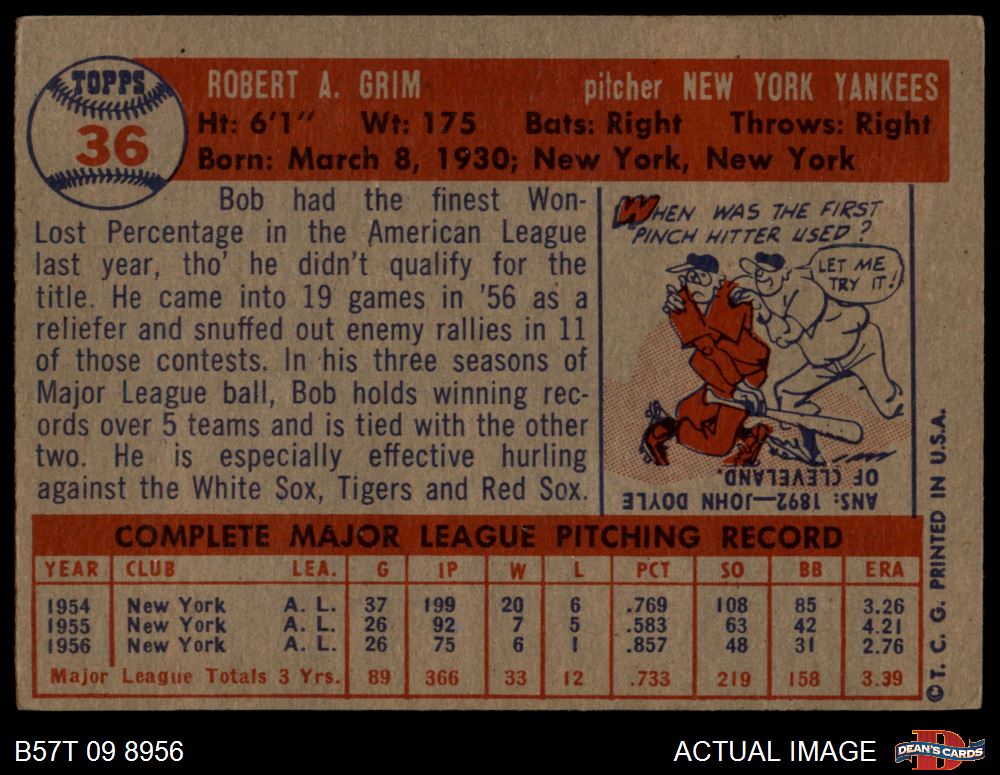 TOPPS
36
ROBERT A. GRIM pitcher NEW YORK YANKEES
Ht: 6'1" Wt: 175 Bats: Right Throws: Right
Born: March 8, 1930; New York, New York
Bob had the finest Won-
Lost Percentage in the American League
last year, tho' he didn't qualify for the
title. He came into 19 games in '56 as a
reliefer and snuffed out enemy rallies in 11
of those contests. In his three seasons of
Major League ball, Bob holds winning rec-
ords over 5 teams and is tied with the other
two. He is especially effective hurling
against the White Sox, Tigers and Red Sox.
WHEN WAS THE FIRST
PINCH HITTER USED?
LET ME
TRY IT!
ANS: 1892—JOHN DOYLE
OF CLEVELAND.
COMPLETE MAJOR LEAGUE PITCHING RECORD
YEAR CLUB LEA. G IP W L PCT SO BB ERA
1954 New York A. L. 37 199 20 6 .769 108 85 3.26
1955 New York A. L. 26 92 7 5 .583 63 42 4.21
1956 New York A. L. 26 75 6 1 .857 48 31 2.76
Major League Totals 3 Yrs. 89 366 33 12 .733 219 158 3.39
©T. C. G. PRINTED IN U.S.A.
B57T 09 8956
ACTUAL IMAGE
DEAN'S CARDS